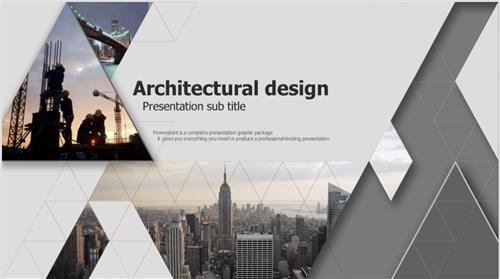 Architectural design
Presentation sub title
Powerpoint is a complete presentation graphic package
It gives you everything you need to produce a professional-looking presentation